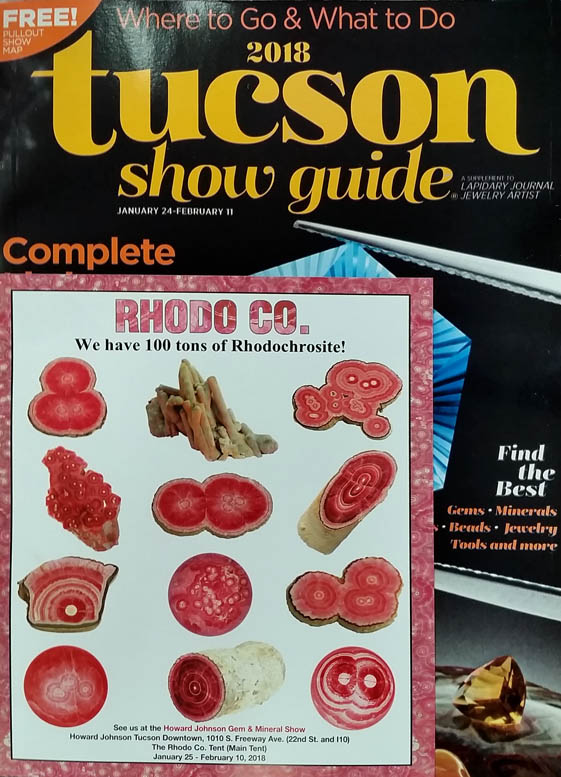 FREE!
PULLOUT
SHOW
MAP
Where to Go & What to Do
2018
tucson
show guide
®
A SUPPLEMENT TO
LAPIDARY JOURNAL
JEWELRY ARTIST
JANUARY 24-FEBRUARY 11
Complete
RHODO CO.
We have 100 tons of Rhodochrosite!
Find
the
Best
Gems • Minerals
s • Beads • Jewelry
Tools and more
See us at the Howard Johnson Gem & Mineral Show
Howard Johnson Tucson Downtown, 1010 S. Freeway Ave. (22nd St. and I10)
The Rhodo Co. Tent (Main Tent)
January 25 - February 10, 2018